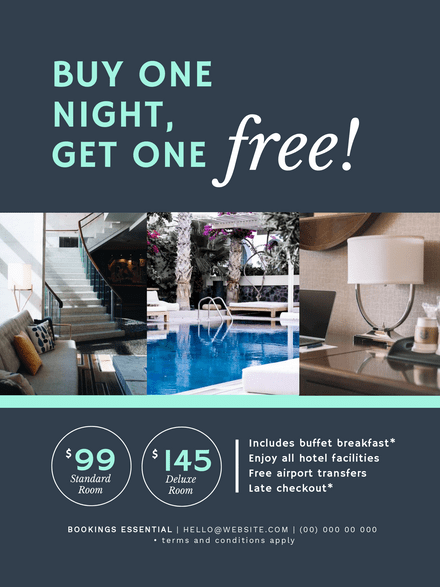 BUY ONE
NIGHT,
GET ONE free!
$99
Standard
Room
$145
Deluxe
Room
Includes buffet breakfast*
Enjoy all hotel facilities
Free airport transfers
Late checkout*
BOOKINGS ESSENTIAL | HELLO@WEBSITE.COM | (00) 000 00 000
• terms and conditions apply